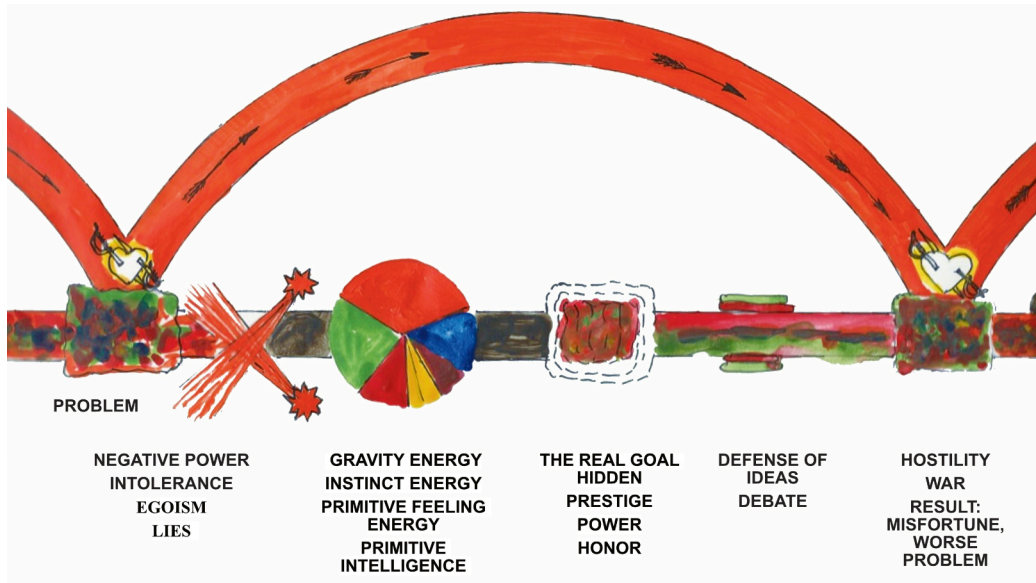 PROBLEM
NEGATIVE POWER
INTOLERANCE
EGOISM
LIES
GRAVITY ENERGY
INSTINCT ENERGY
PRIMITIVE FEELING
ENERGY
PRIMITIVE
INTELLIGENCE
THE REAL GOAL
HIDDEN
PRESTIGE
POWER
HONOR
DEFENSE OF
IDEAS
DEBATE
HOSTILITY
WAR
RESULT:
MISFORTUNE,
WORSE
PROBLEM